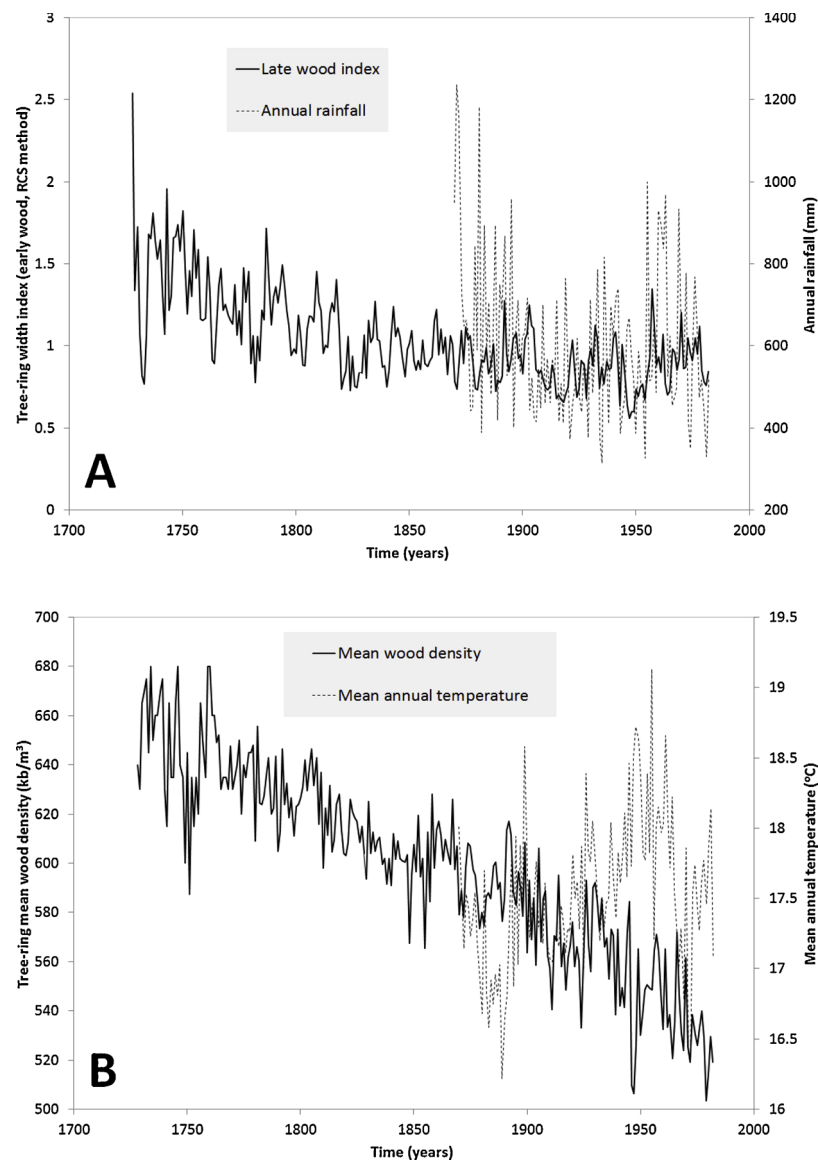 3
2.5
2
1.5
1
0.5
0
1400
1200
1000
800
600
400
200
Tree-ring width index (early wood, RCS method)
Annual rainfall (mm)
Late wood index
Annual rainfall
A
1700 1750 1800 1850 1900 1950 2000
Time (years)
700
680
660
640
620
600
580
560
540
520
500
19.5
19
18.5
18
17.5
17
16.5
16
Tree-ring mean wood density (kb/m³)
Mean annual temperature (°C)
Mean wood density
Mean annual temperature
B
1700 1750 1800 1850 1900 1950 2000
Time (years)